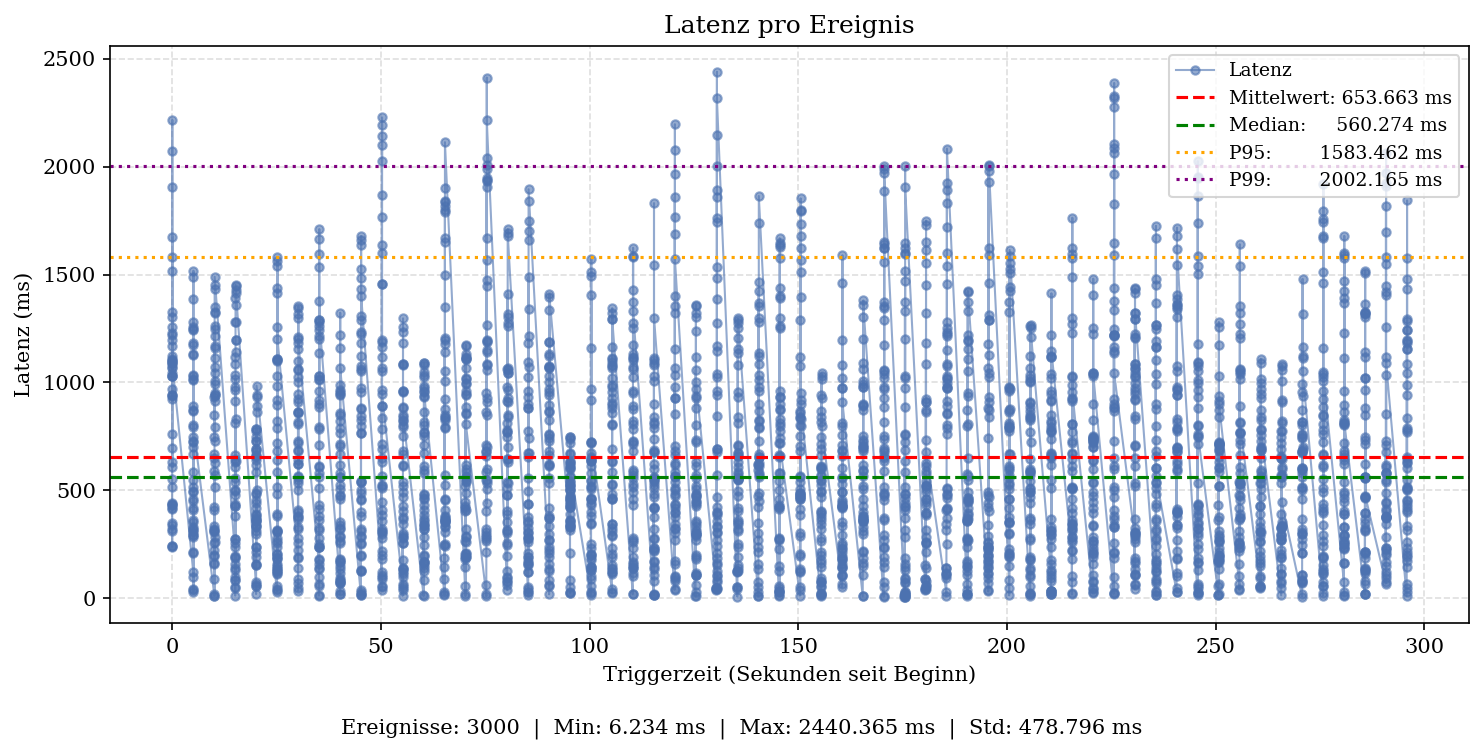 Latenz pro Ereignis
Latenz (ms)
2500
2000
1500
1000
500
0
Latenz
Mittelwert: 653.663 ms
Median: 560.274 ms
P95: 1583.462 ms
P99: 2002.165 ms
0 50 100 150 200 250 300
Triggerzeit (Sekunden seit Beginn)
Ereignisse: 3000 | Min: 6.234 ms | Max: 2440.365 ms | Std: 478.796 ms